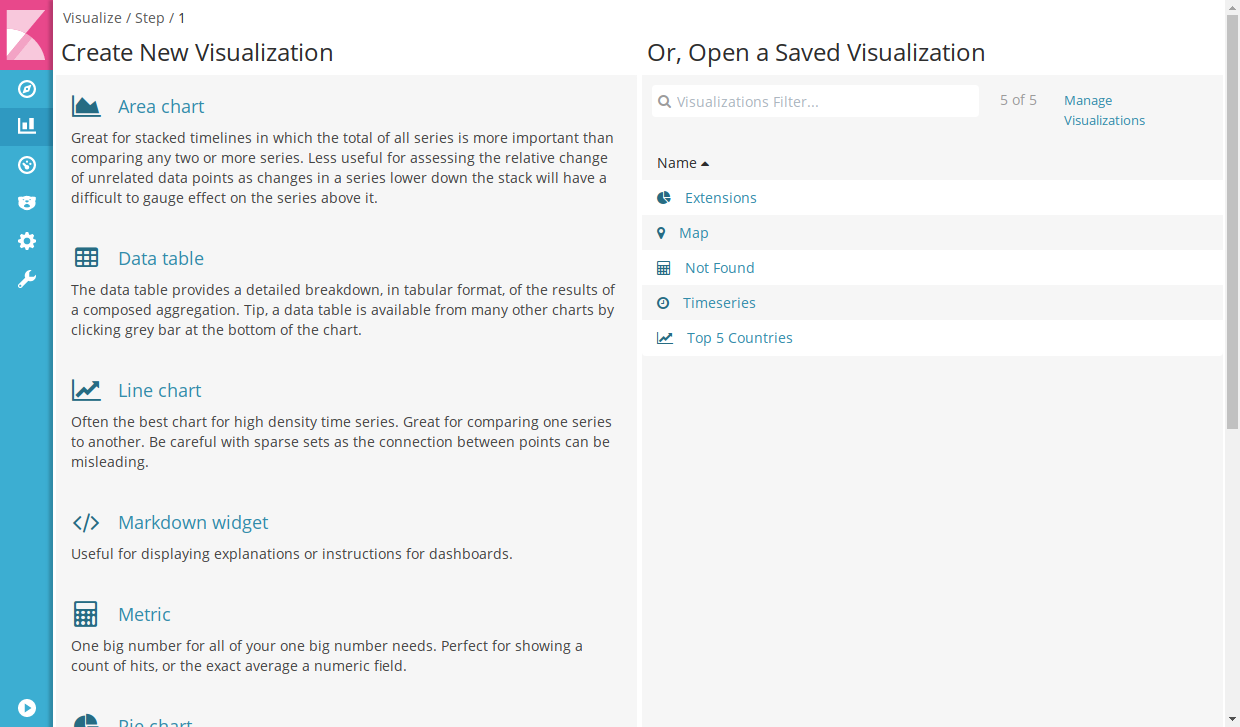 Visualize / Step / 1
Create New Visualization
Area chart
Great for stacked timelines in which the total of all series is more important than
comparing any two or more series. Less useful for assessing the relative change
of unrelated data points as changes in a series lower down the stack will have a
difficult to gauge effect on the series above it.
Data table
The data table provides a detailed breakdown, in tabular format, of the results of
a composed aggregation. Tip, a data table is available from many other charts by
clicking grey bar at the bottom of the chart.
Line chart
Often the best chart for high density time series. Great for comparing one series
to another. Be careful with sparse sets as the connection between points can be
misleading.
Markdown widget
Useful for displaying explanations or instructions for dashboards.
Metric
One big number for all of your one big number needs. Perfect for showing a
count of hits, or the exact average a numeric field.
Pie chart
Or, Open a Saved Visualization
Visualizations Filter...
5 of 5
Manage
Visualizations
Name
Extensions
Map
Not Found
Timeseries
Top 5 Countries